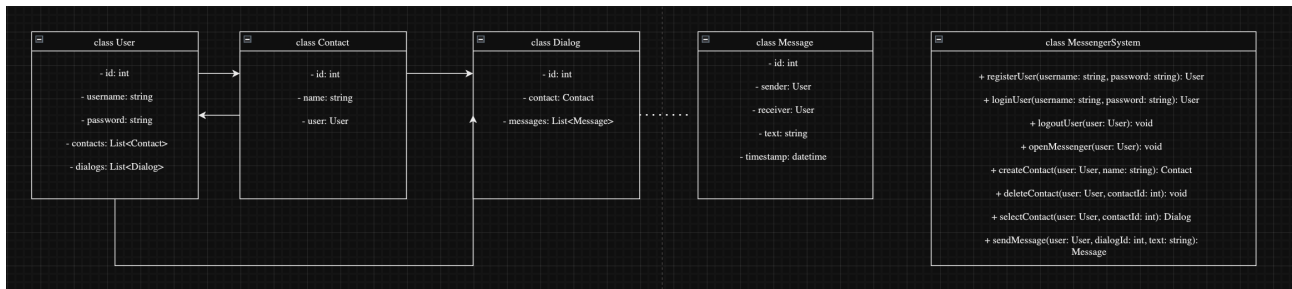 class User
- id: int
- username: string
- password: string
- contacts: List<Contact>
- dialogs: List<Dialog>
class Contact
- id: int
- name: string
- user: User
class Dialog
- id: int
- contact: Contact
- messages: List<Message>
class Message
- id: int
- sender: User
- receiver: User
- text: string
- timestamp: datetime
class MessengerSystem
+ registerUser(username: string, password: string): User
+ loginUser(username: string, password: string): User
+ logoutUser(user: User): void
+ openMessenger(user: User): void
+ createContact(user: User, name: string): Contact
+ deleteContact(user: User, contactId: int): void
+ selectContact(user: User, contactId: int): Dialog
+ sendMessage(user: User, dialogId: int, text: string):
Message